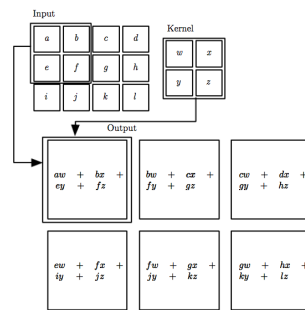 Input
Kernel
a b c d
w x
e f g h
y z
i j k l
Output
aw + bx +
ey + fz
bw + cx +
fy + gz
cw + dx +
gy + hz
ew + fx +
iy + jz
fw + gx +
jy + kz
gw + hx +
ky + lz